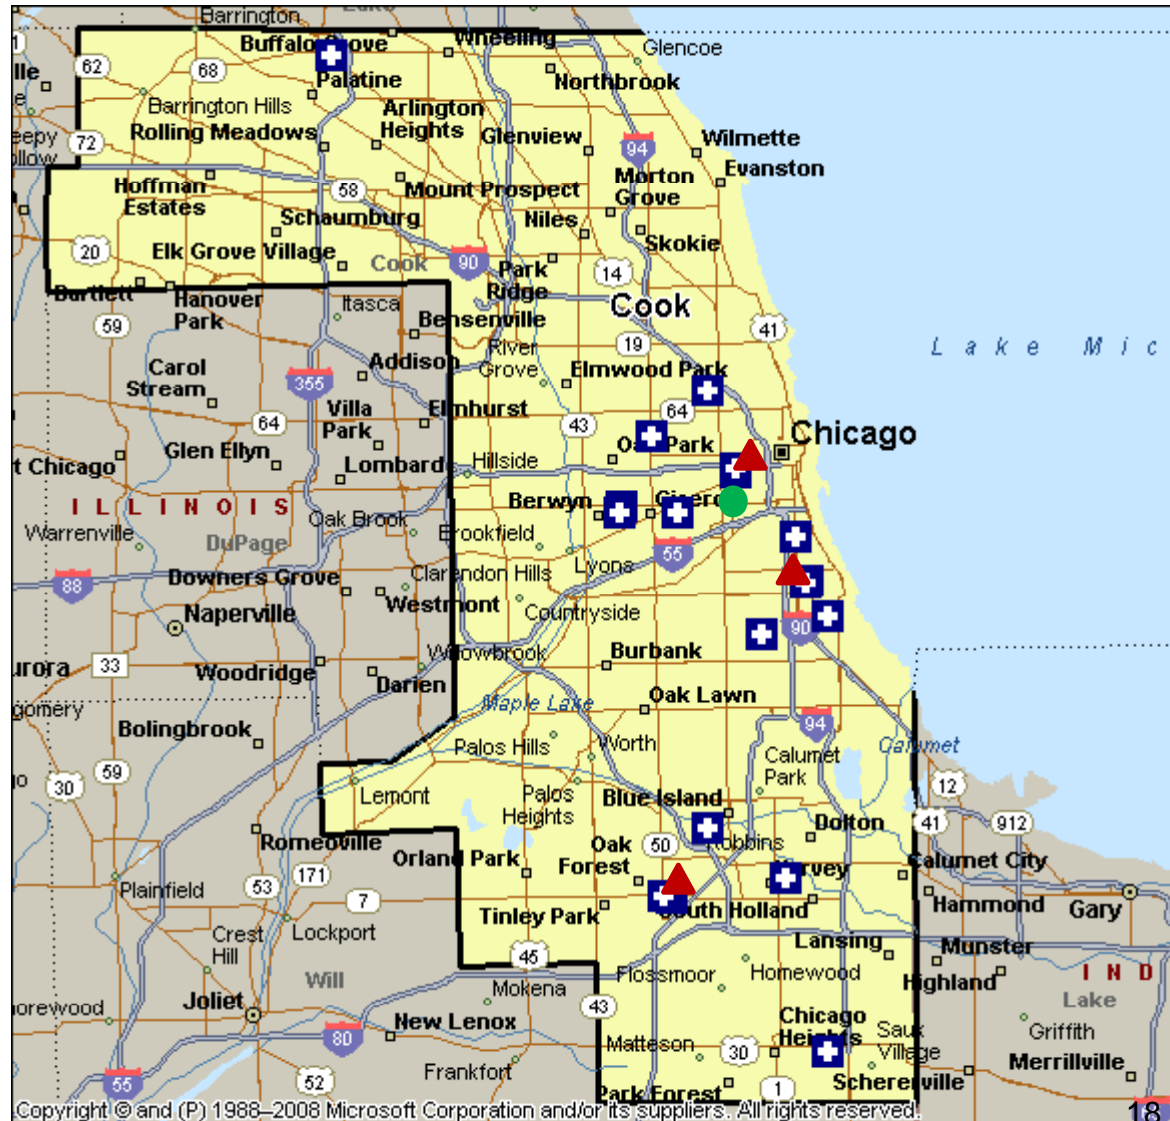 Barrington
Lake
Buffalo Grove
Wheeling
Glencoe
62
68
Palatine
Northbrook
Barrington Hills
Arlington
Heights
Rolling Meadows
Glenview
Wilmette
72
94
Evanston
Hoffman
Estates
58
Mount Prospect
Morton
Grove
Schaumburg
Niles
Skokie
20
Elk Grove Village
Cook
90
Park
Ridge
14
Bartlett
Hanover
Park
Itasca
Cook
59
Bensenville
41
River
Grove
19
Lake Mic
Carol
Stream
Addison
Elmwood Park
355
Villa
Park
Elmhurst
64
43
64
Chicago
Glen Ellyn
Oak Park
t Chicago
Lombard
Hillside
ILLINOIS
Berwyn
Cicero
Warrenville
Oak Brook
DuPage
Brookfield
55
Lyons
88
Downers Grove
Clarendon Hills
Westmont
Countryside
Naperville
90
urora
33
Woodridge
Willowbrook
Burbank
Darien
gomery
Maple Lake
Oak Lawn
Bolingbrook
94
Palos Hills
Worth
Calumet
Park
Calumet
59
30
Lemont
Palos
Heights
Blue Island
12
Romeoville
Oak
Forest
50
Robbins
Dolton
41
912
Orland Park
Calumet City
Plainfield
53
171
7
rvey
Hammond
Gary
Tinley Park
South Holland
Lockport
Crest
Hill
45
Lansing
Munster
Will
Flossmoor
Homewood
Highland
IND
Lake
horewood
Joliet
Mokena
43
New Lenox
Chicago
Heights
Sauk
Village
Griffith
80
Matteson
30
Merrillville
55
52
Frankfort
Park Forest
1
Schererville
Copyright © and (P) 1988–2008 Microsoft Corporation and/or its suppliers. All rights reserved.
18